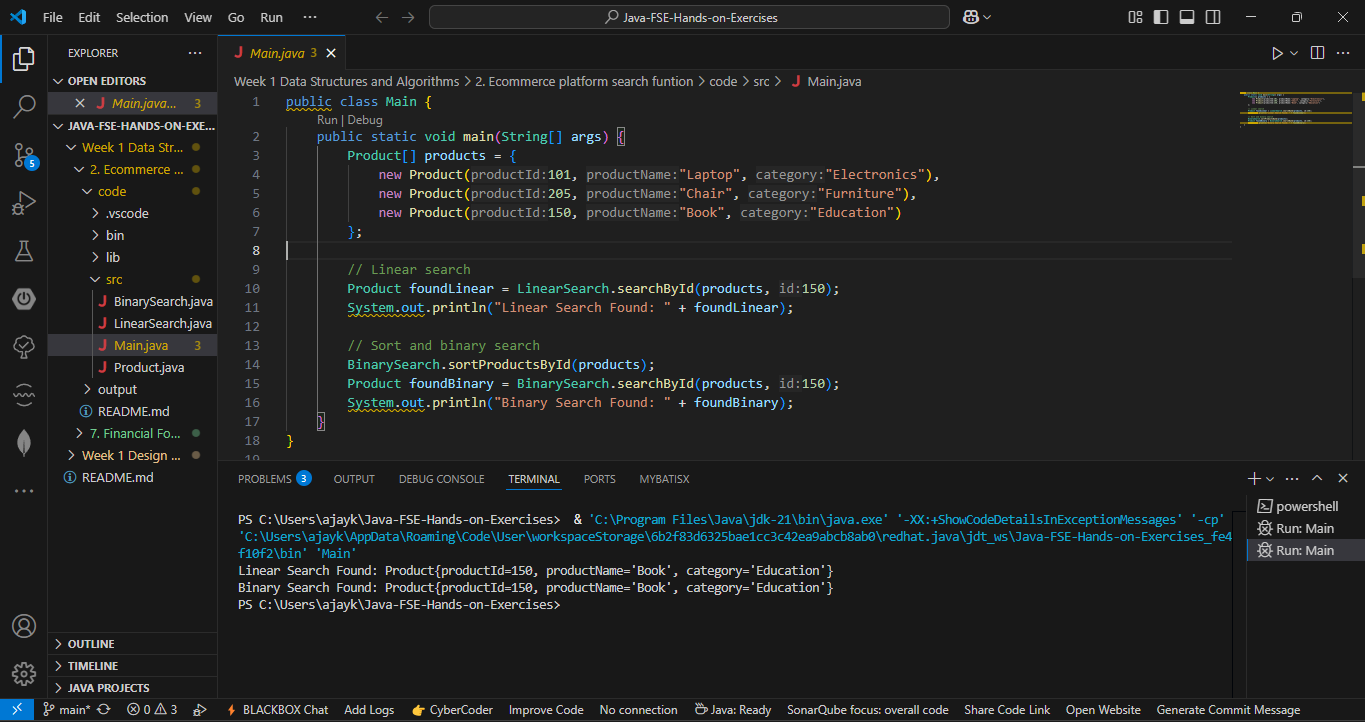 File Edit Selection View Go Run ··· Java-FSE-Hands-on-Exercises
EXPLORER ···
OPEN EDITORS
Main.java... 3
JAVA-FSE-HANDS-ON-EXE...
Week 1 Data Str...
2. Ecommerce ...
code
.vscode
bin
lib
src
BinarySearch.java
LinearSearch.java
Main.java 3
Product.java
output
README.md
7. Financial Fo...
Week 1 Design ...
README.md
OUTLINE
TIMELINE
JAVA PROJECTS
5
Main.java 3
Week 1 Data Structures and Algorithms > 2. Ecommerce platform search funtion > code > src > Main.java
1 public class Main {
Run | Debug
2 public static void main(String[] args) {
3 Product[] products = {
4 new Product(productId:101, productName:"Laptop", category:"Electronics"),
5 new Product(productId:205, productName:"Chair", category:"Furniture"),
6 new Product(productId:150, productName:"Book", category:"Education")
7 };
8
9 // Linear search
10 Product foundLinear = LinearSearch.searchById(products, id:150);
11 System.out.println("Linear Search Found: " + foundLinear);
12
13 // Sort and binary search
14 BinarySearch.sortProductsById(products);
15 Product foundBinary = BinarySearch.searchById(products, id:150);
16 System.out.println("Binary Search Found: " + foundBinary);
17 }
18 }
19
PROBLEMS 3 OUTPUT DEBUG CONSOLE TERMINAL PORTS MYBATISX
PS C:\Users\ajayk\Java-FSE-Hands-on-Exercises> & 'C:\Program Files\Java\jdk-21\bin\java.exe' '-XX:+ShowCodeDetailsInExceptionMessages' '-cp'
'C:\Users\ajayk\AppData\Roaming\Code\User\workspaceStorage\6b2f83d6325bae1cc3c42ea9abcb8ab0\redhat.java\jdt_ws\Java-FSE-Hands-on-Exercises_fe4
f10f2\bin' 'Main'
Linear Search Found: Product{productId=150, productName='Book', category='Education'}
Binary Search Found: Product{productId=150, productName='Book', category='Education'}
PS C:\Users\ajayk\Java-FSE-Hands-on-Exercises>
powershell
Run: Main
Run: Main
main* 0 3 BLACKBOX Chat Add Logs CyberCoder Improve Code No connection Java: Ready SonarQube focus: overall code Share Code Link Open Website Generate Commit Message